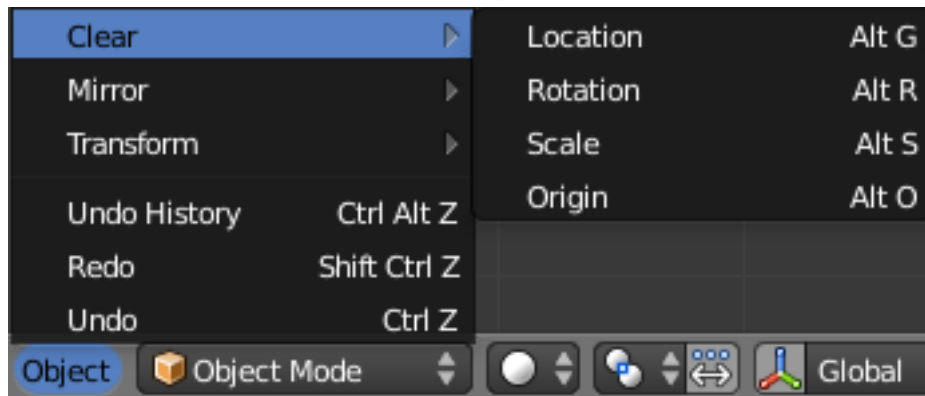 Clear
Mirror
Transform
Undo History Ctrl Alt Z
Redo Shift Ctrl Z
Undo Ctrl Z
Location Alt G
Rotation Alt R
Scale Alt S
Origin Alt O
Object Object Mode Global